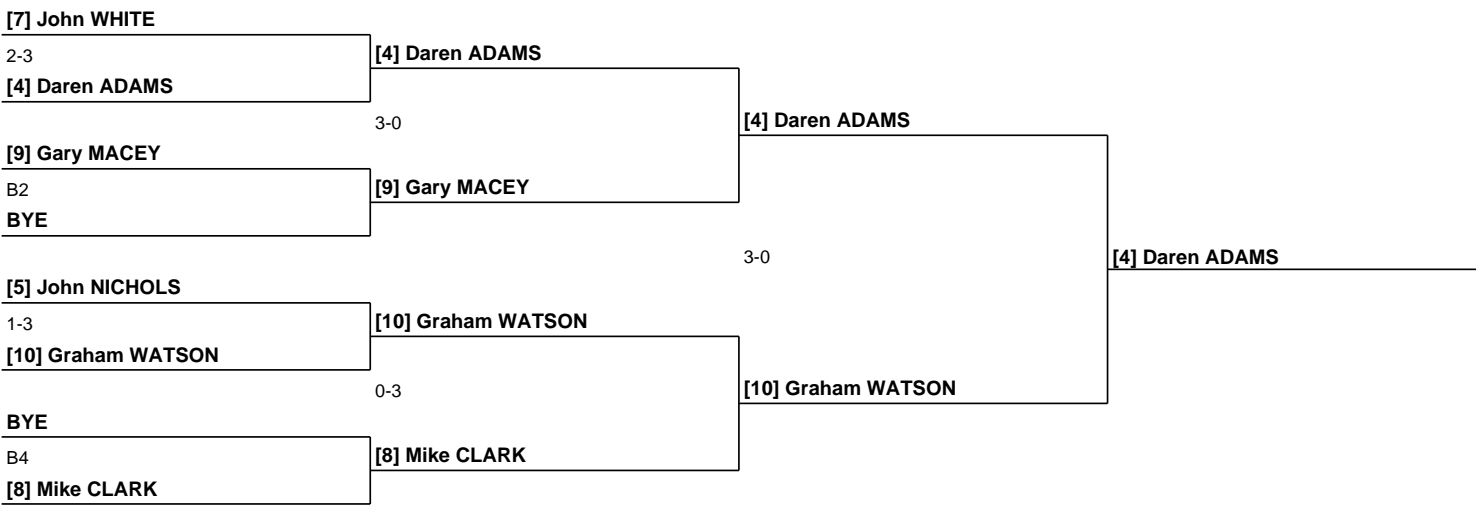 [7] John WHITE
2-3
[4] Daren ADAMS
[4] Daren ADAMS
3-0
[4] Daren ADAMS
[9] Gary MACEY
B2
[9] Gary MACEY
BYE
3-0
[4] Daren ADAMS
[5] John NICHOLS
1-3
[10] Graham WATSON
[10] Graham WATSON
0-3
[10] Graham WATSON
BYE
B4
[8] Mike CLARK
[8] Mike CLARK